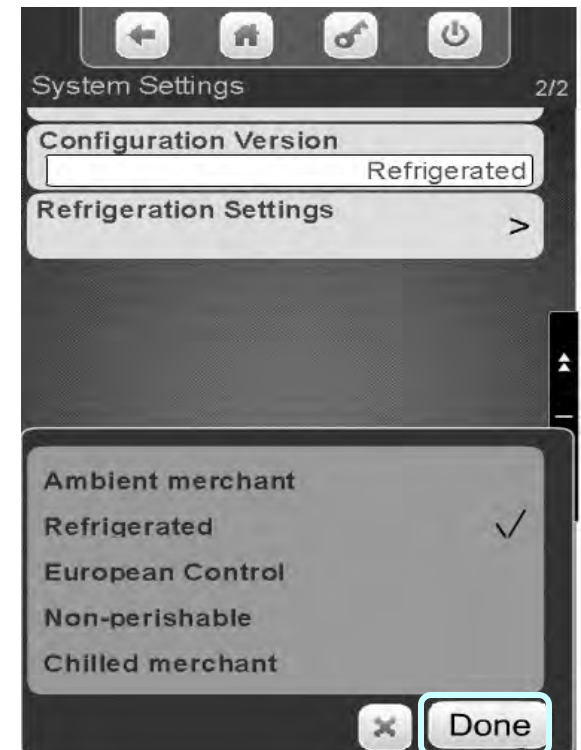 System Settings 2/2
Configuration Version
Refrigerated
Refrigeration Settings
>
Ambient merchant
Refrigerated
European Control
Non-perishable
Chilled merchant
Done